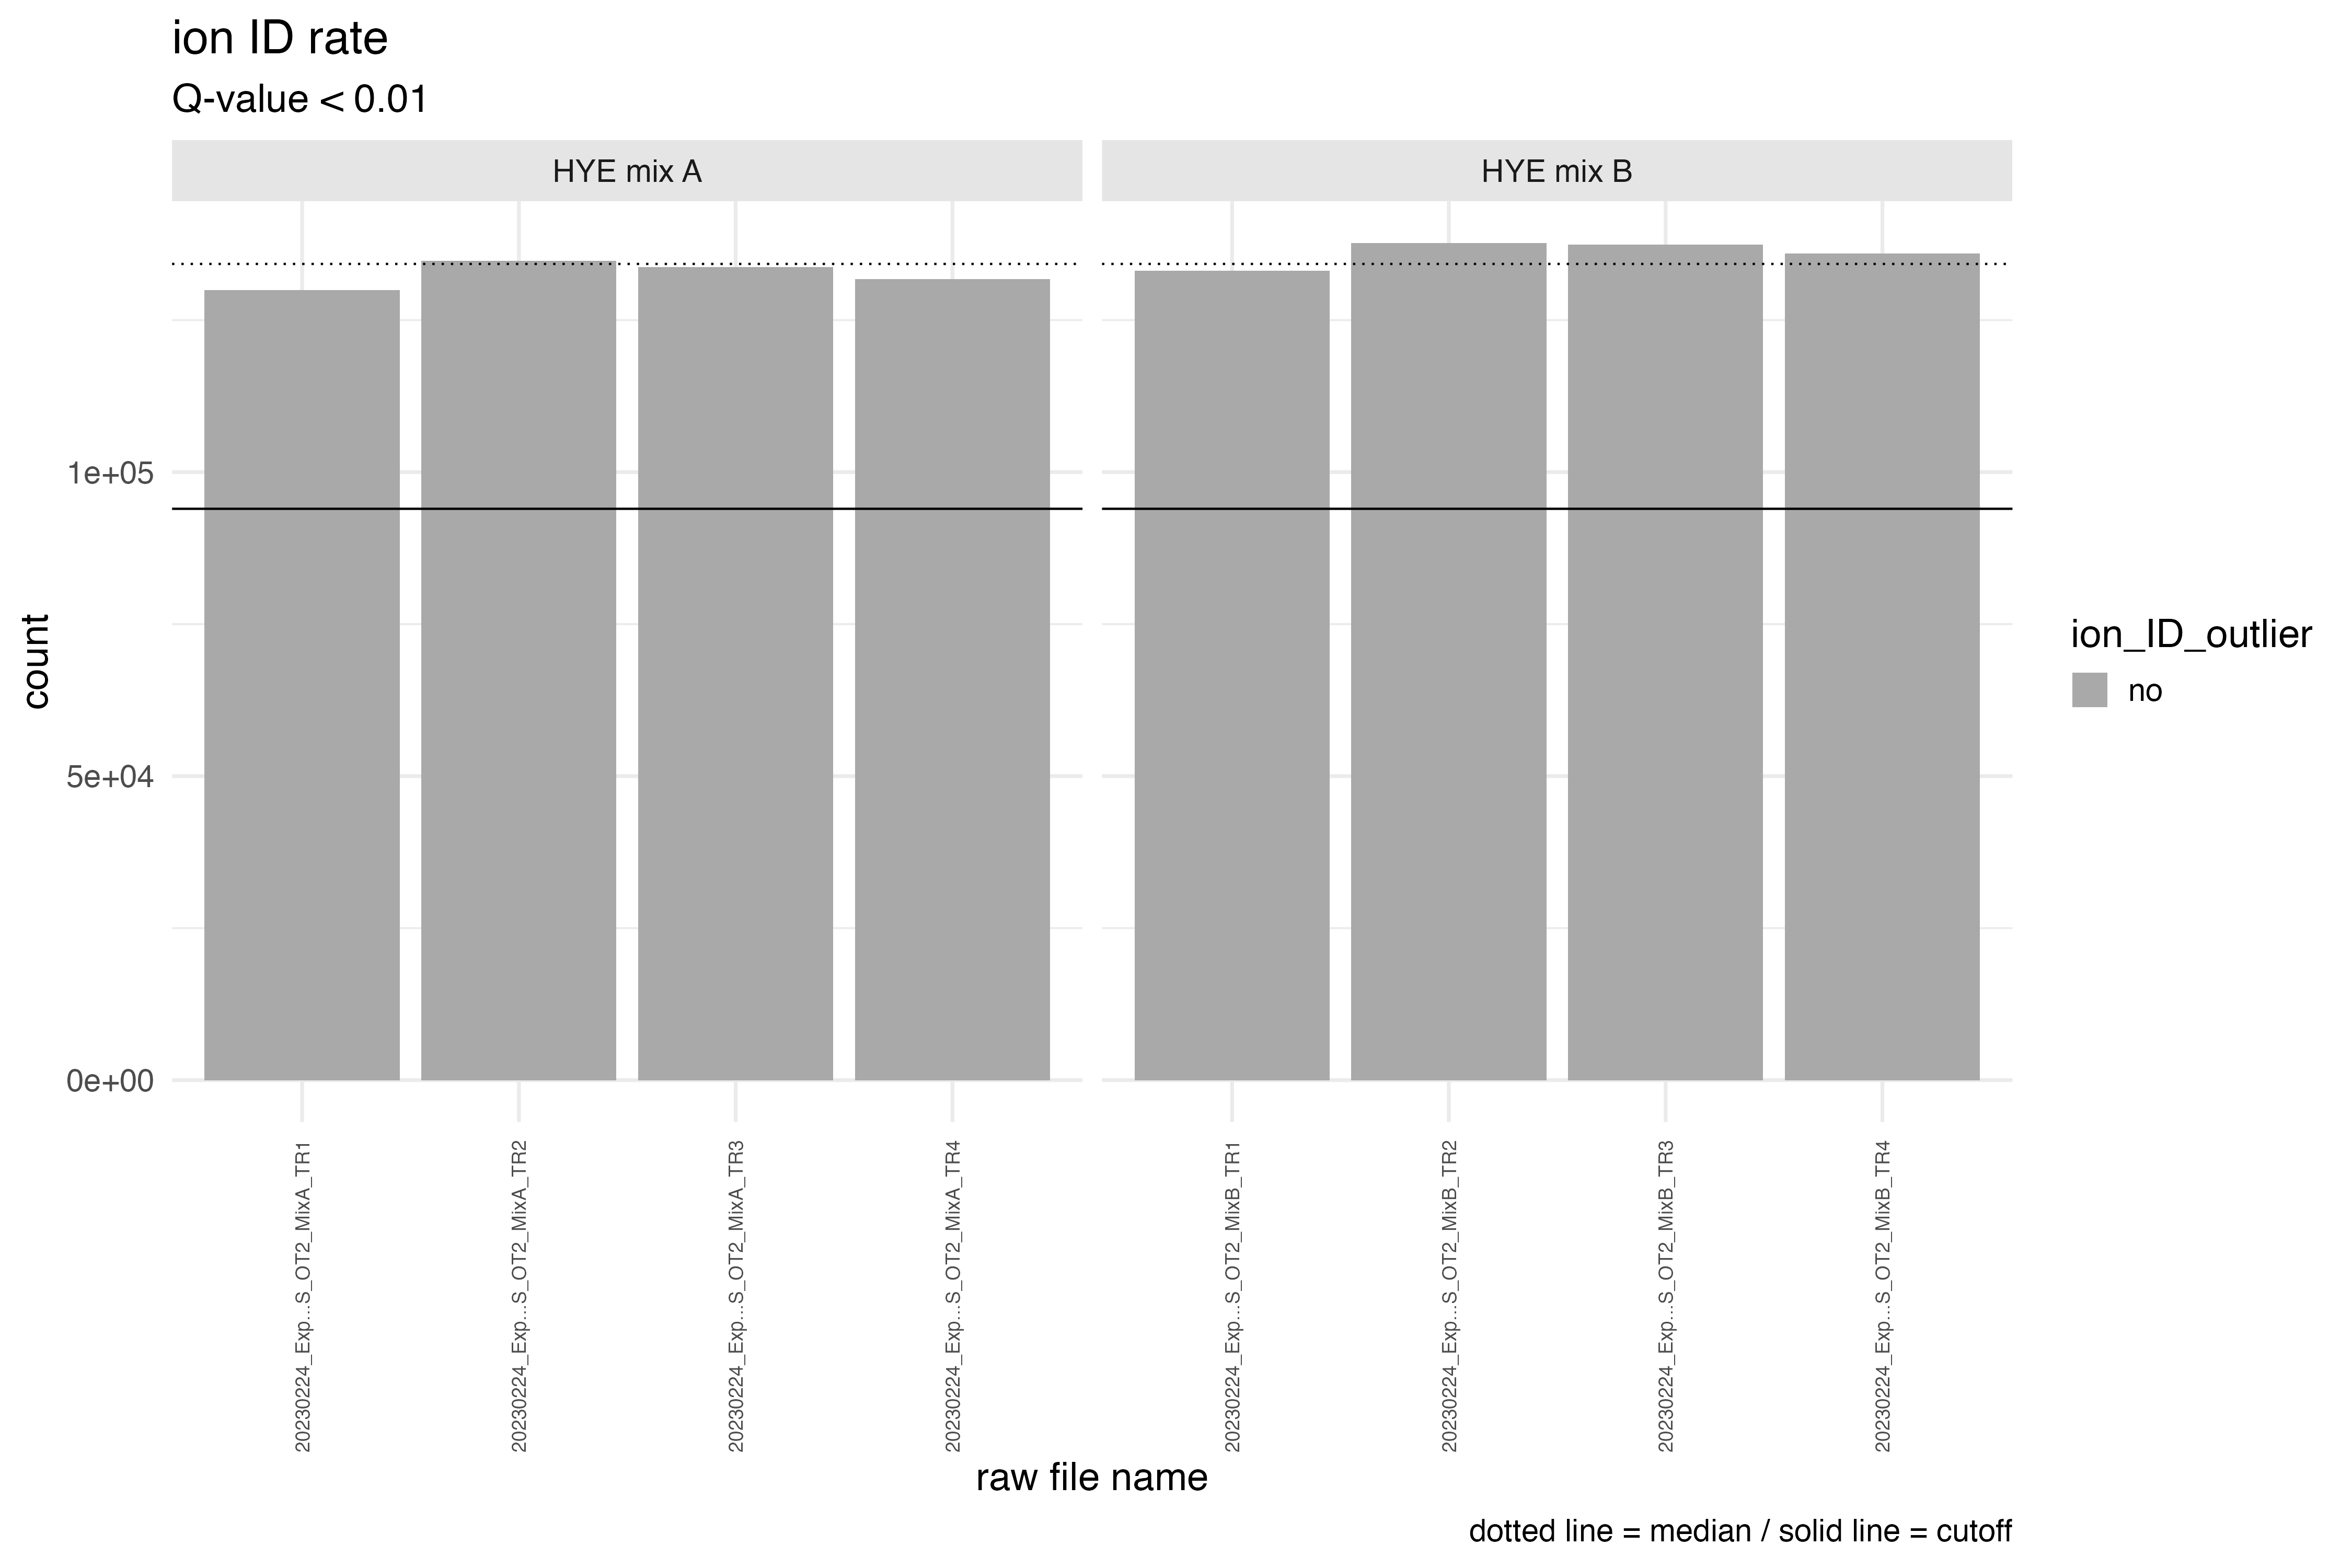 ion ID rate
Q-value < 0.01
HYE mix A
HYE mix B
1e+05
5e+04
0e+00
count
20230224_Exp...S_OT2_MixA_TR1
20230224_Exp...S_OT2_MixA_TR2
20230224_Exp...S_OT2_MixA_TR3
20230224_Exp...S_OT2_MixA_TR4
20230224_Exp...S_OT2_MixB_TR1
20230224_Exp...S_OT2_MixB_TR2
20230224_Exp...S_OT2_MixB_TR3
20230224_Exp...S_OT2_MixB_TR4
raw file name
ion_ID_outlier
no
dotted line = median / solid line = cutoff